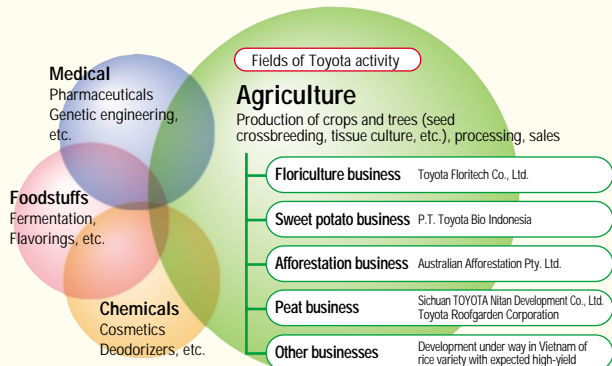 Fields of Toyota activity
Medical
Pharmaceuticals
Genetic engineering,
etc.
Foodstuffs
Fermentation,
Flavorings, etc.
Chemicals
Cosmetics
Deodorizers, etc.
Agriculture
Production of crops and trees (seed
crossbreeding, tissue culture, etc.), processing, sales
Floriculture business Toyota Floritech Co., Ltd.
Sweet potato business P.T. Toyota Bio Indonesia
Afforestation business Australian Afforestation Pty. Ltd.
Peat business Sichuan TOYOTA Nitan Development Co., Ltd.
Toyota Roofgarden Corporation
Other businesses Development under way in Vietnam of
rice variety with expected high-yield